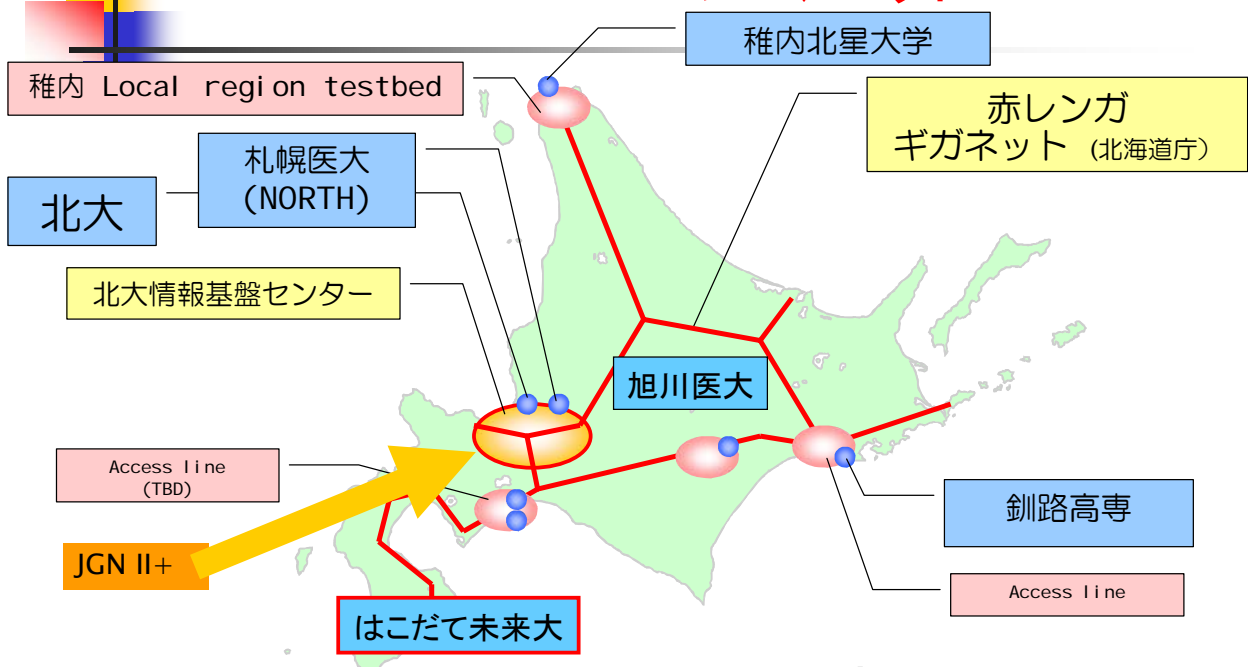 稚内北星大学
稚内 Local region testbed
赤レンガ
ギガネット (北海道庁)
札幌医大
(NORTH)
北大
北大情報基盤センター
旭川医大
Access line
(TBD)
釧路高専
JGN II+
Access line
はこだて未来大